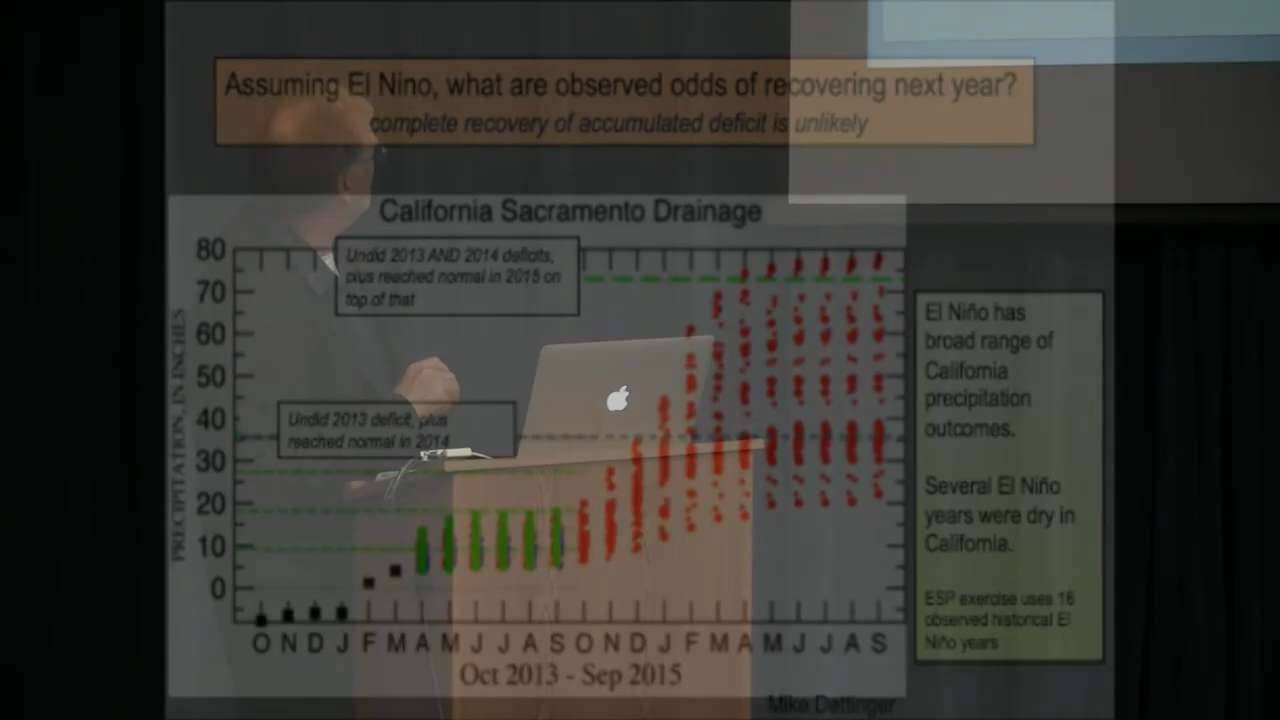 Assuming El Nino, what are observed odds of recovering next year?
complete recovery of accumulated deficit is unlikely
California Sacramento Drainage
Undid 2013 AND 2014 deficits,
plus reached normal in 2015 on
top of that
Undid 2013 deficit, plus
reached normal in 2014
PRECIPITATION, IN INCHES
80
70
60
50
40
30
20
10
0
O N D J F M A M J J A S O N D J F M A M J J A S
Oct 2013 - Sep 2015
El Niño has
broad range of
California
precipitation
outcomes.
Several El Niño
years were dry in
California.
ESP exercise uses 16
observed historical El
Niño years
Mike Dettinger